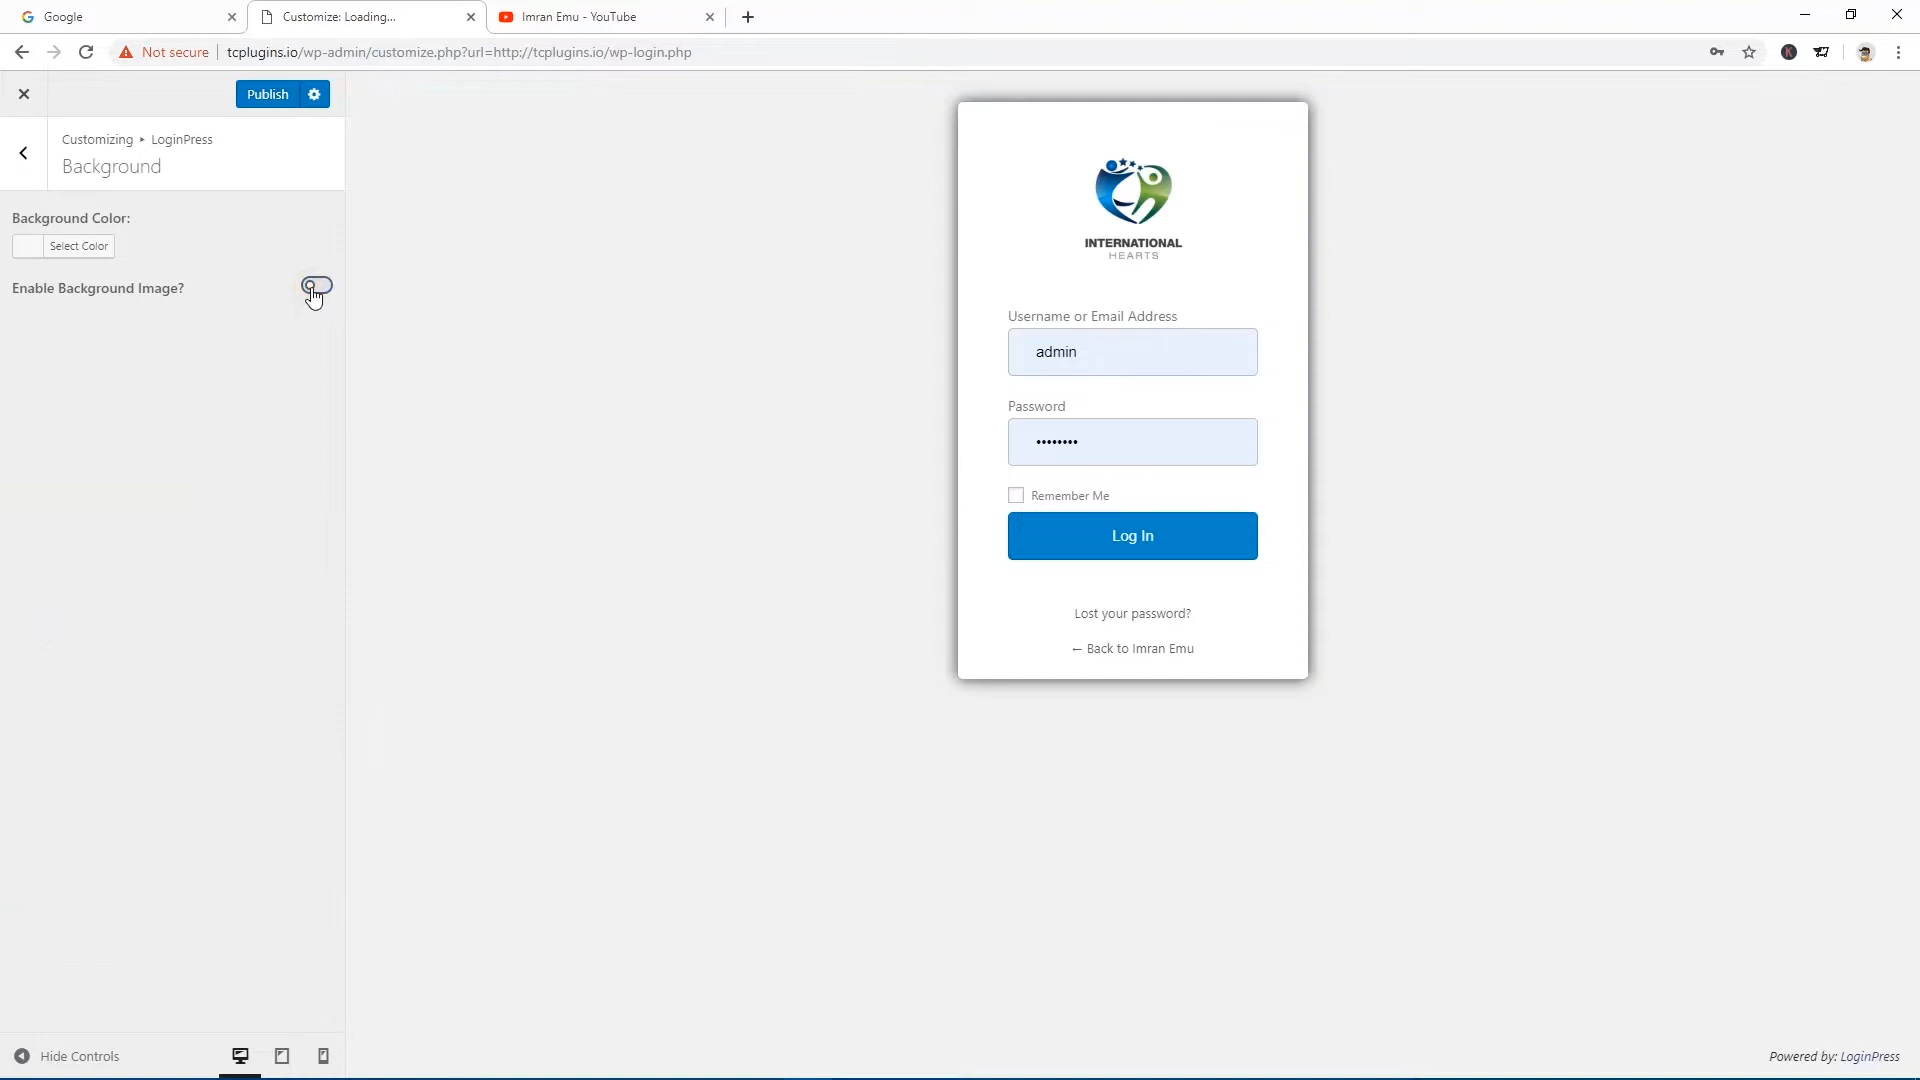 Google
Customize: Loading...
Imran Emu - YouTube
Not secure
tcplugins.io/wp-admin/customize.php?url=http://tcplugins.io/wp-login.php
K
Publish
Customizing ▸ LoginPress
Background
Background Color:
Select Color
Enable Background Image?
INTERNATIONAL
HEARTS
Username or Email Address
admin
Password
••••••••
Remember Me
Log In
Lost your password?
← Back to Imran Emu
Hide Controls
Powered by: LoginPress